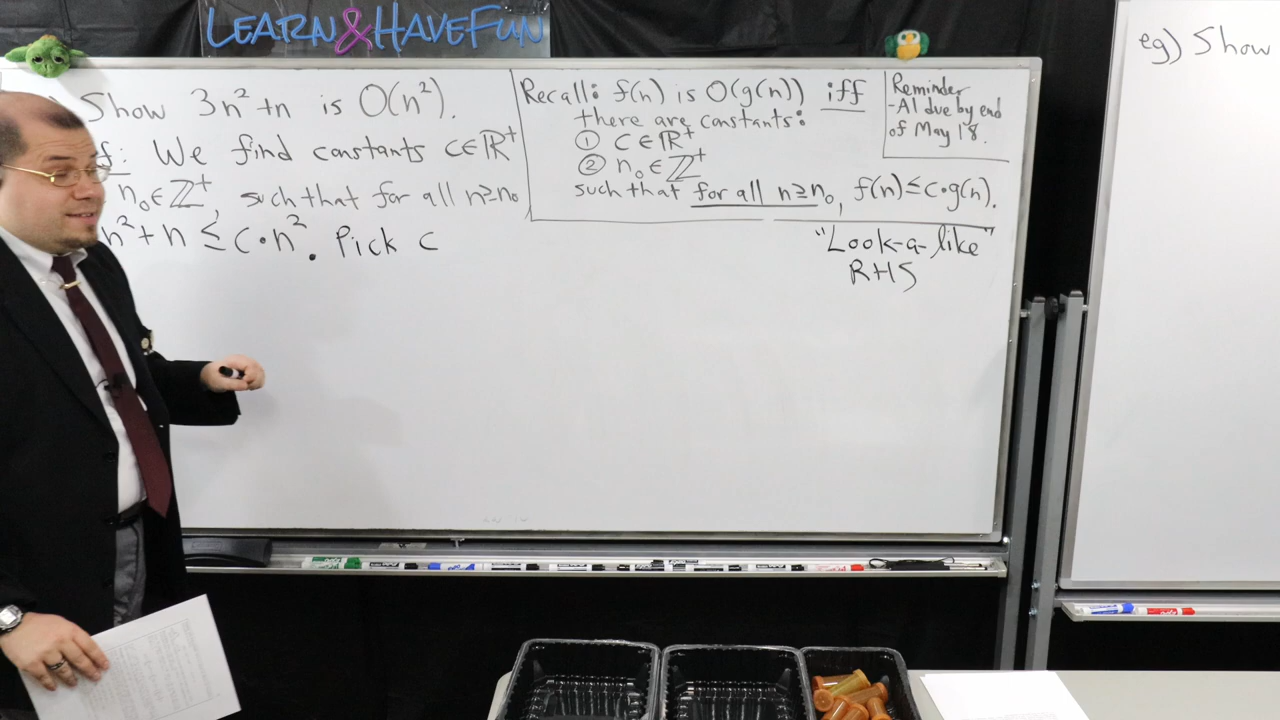 LEARN & HAVEFUN
Show 3n²+n is O(n²).
f: We find constants c∈ℝ⁺
n₀∈ℤ⁺, such that for all n≥n₀
n²+n ≤ c·n². Pick c
Recall: f(n) is O(g(n)) iff
there are constants:
① c∈ℝ⁺
② n₀∈ℤ⁺
such that for all n≥n₀, f(n)≤c·g(n).
Reminder
-A1 due by end
of May 18.
"Look-a-like"
RHS
eg) Show